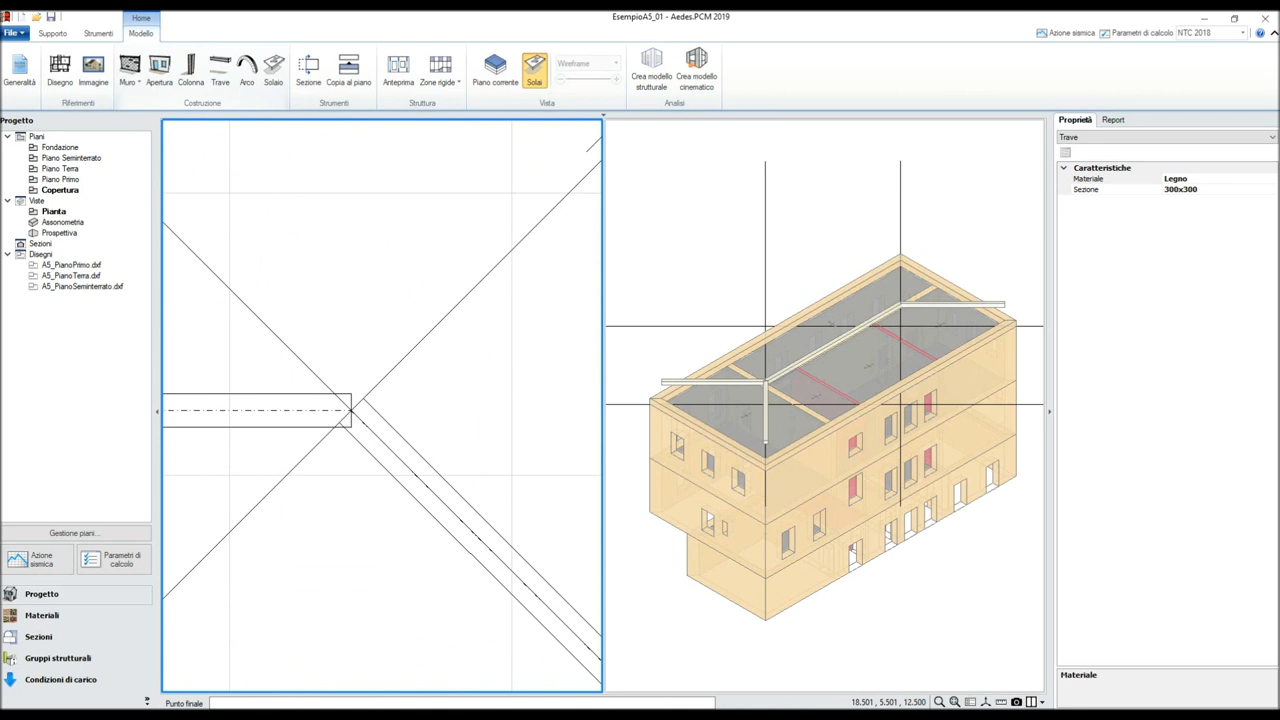 EsempioA5_01 - Aedes.PCM 2019
Home
File
Supporto
Strumenti
Modello
Azione sismica
Parametri di calcolo
NTC 2018
Generalità
Disegno
Immagine
Muro
Apertura
Colonna
Trave
Arco
Solaio
Sezione
Copia al piano
Anteprima
Zone rigide
Piano corrente
Solai
Wireframe
Crea modello
strutturale
Crea modello
cinematico
Riferimenti
Costruzione
Strumenti
Struttura
Vista
Analisi
Progetto
Piani
Fondazione
Piano Seminterrato
Piano Terra
Piano Primo
Copertura
Viste
Pianta
Assonometria
Prospettiva
Sezioni
Disegni
A5_PianoPrimo.dxf
A5_PianoTerra.dxf
A5_PianoSeminterrato.dxf
Gestione piani...
Azione
sismica
Parametri di
calcolo
Progetto
Materiali
Sezioni
Gruppi strutturali
Condizioni di carico
Punto finale
18.501 , 5.501 , 12.500
Proprietà
Report
Trave
Caratteristiche
Materiale Legno
Sezione 300x300
Materiale